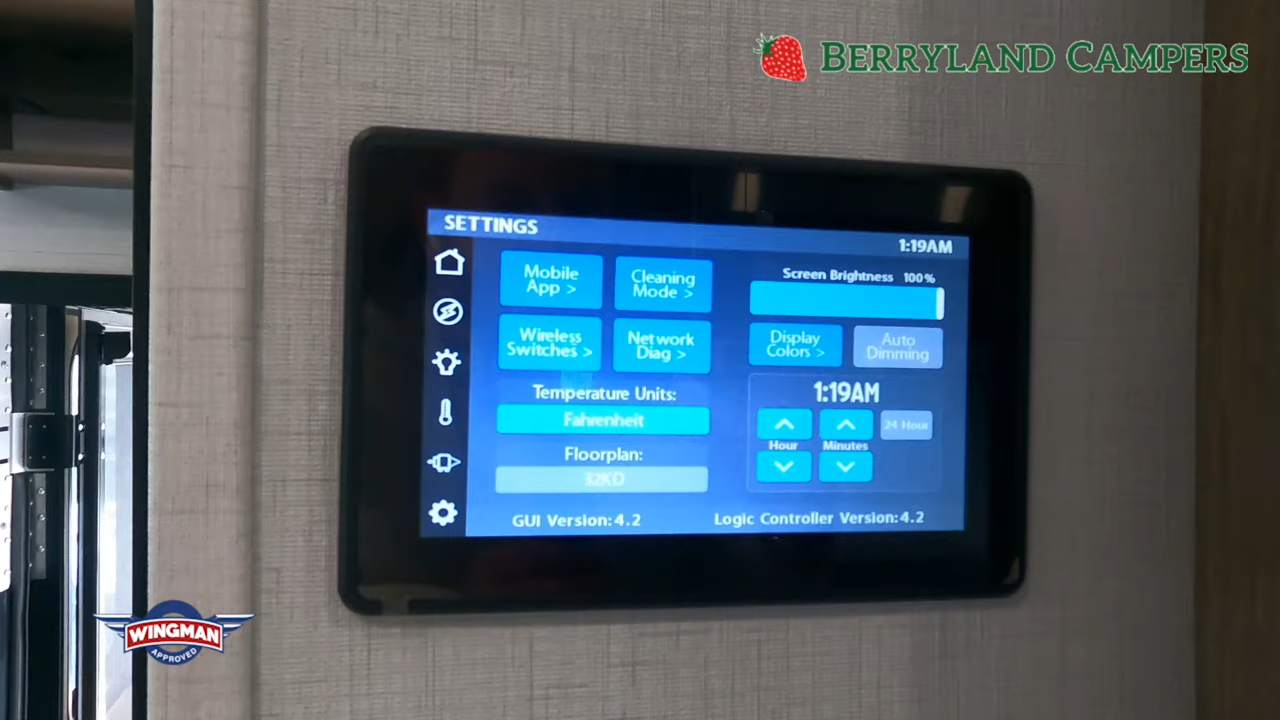 BERRYLAND CAMPERS
SETTINGS
1:19AM
Mobile
App >
Cleaning
Mode >
Screen Brightness 100%
Wireless
Switches >
Network
Diag >
Display
Colors >
Auto
Dimming
Temperature Units:
Fahrenheit
1:19AM
24 Hour
Hour
Minutes
Floorplan:
32KD
GUI Version:4.2
Logic Controller Version:4.2
WINGMAN
APPROVED